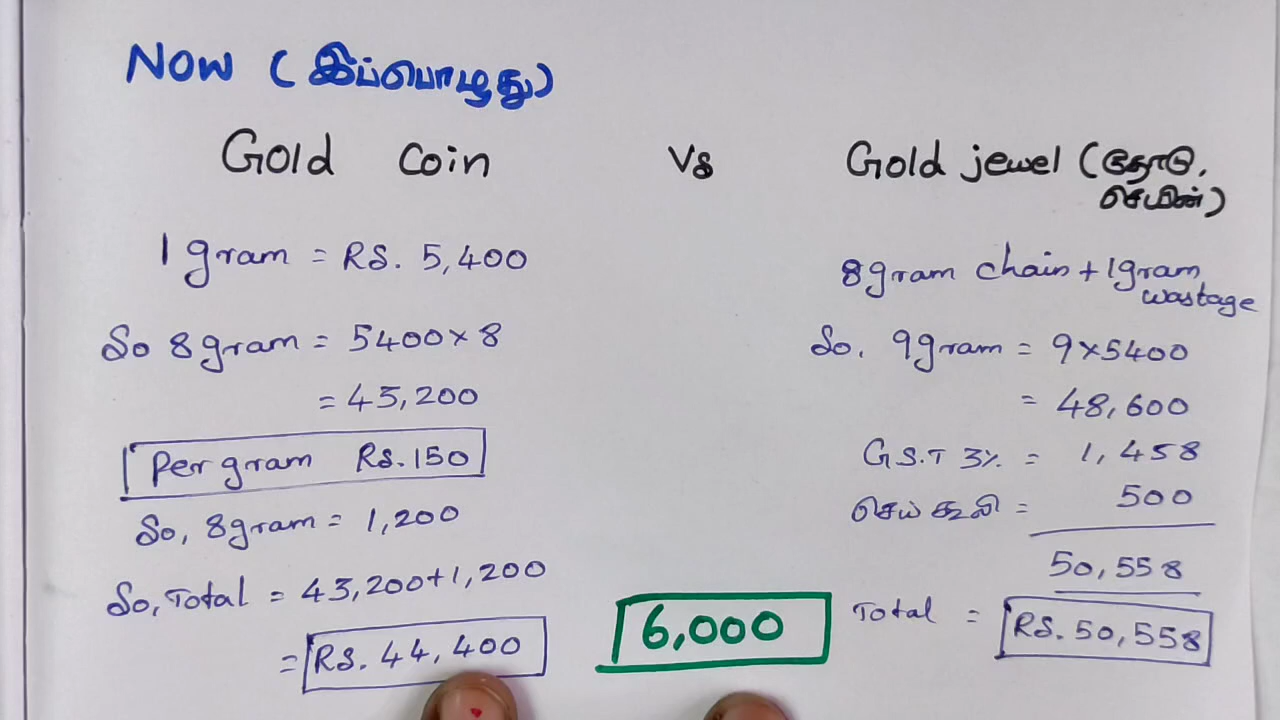 Now (இப்பொழுது)
Gold coin vs Gold jewel (தோடு,
செயின்)
1 gram = RS. 5,400
So 8gram = 5400×8
= 43,200
Per gram RS.150
So, 8gram = 1,200
So, Total = 43,200+1,200
= RS. 44,400
6,000
8gram chain + 1gram
wastage
So, 9gram = 9×5400
= 48,600
G.S.T 3% = 1,458
செய்கூலி = 500
50,558
Total = RS. 50,558